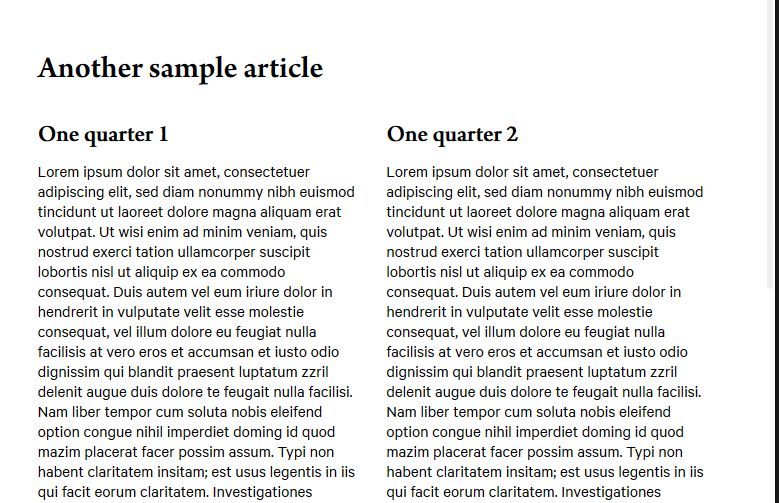 Another sample article
One quarter 1
Lorem ipsum dolor sit amet, consectetuer
adipiscing elit, sed diam nonummy nibh euismod
tincidunt ut laoreet dolore magna aliquam erat
volutpat. Ut wisi enim ad minim veniam, quis
nostrud exerci tation ullamcorper suscipit
lobortis nisl ut aliquip ex ea commodo
consequat. Duis autem vel eum iriure dolor in
hendrerit in vulputate velit esse molestie
consequat, vel illum dolore eu feugiat nulla
facilisis at vero eros et accumsan et iusto odio
dignissim qui blandit praesent luptatum zzril
delenit augue duis dolore te feugait nulla facilisi.
Nam liber tempor cum soluta nobis eleifend
option congue nihil imperdiet doming id quod
mazim placerat facer possim assum. Typi non
habent claritatem insitam; est usus legentis in iis
qui facit eorum claritatem. Investigationes
One quarter 2
Lorem ipsum dolor sit amet, consectetuer
adipiscing elit, sed diam nonummy nibh euismod
tincidunt ut laoreet dolore magna aliquam erat
volutpat. Ut wisi enim ad minim veniam, quis
nostrud exerci tation ullamcorper suscipit
lobortis nisl ut aliquip ex ea commodo
consequat. Duis autem vel eum iriure dolor in
hendrerit in vulputate velit esse molestie
consequat, vel illum dolore eu feugiat nulla
facilisis at vero eros et accumsan et iusto odio
dignissim qui blandit praesent luptatum zzril
delenit augue duis dolore te feugait nulla facilisi.
Nam liber tempor cum soluta nobis eleifend
option congue nihil imperdiet doming id quod
mazim placerat facer possim assum. Typi non
habent claritatem insitam; est usus legentis in iis
qui facit eorum claritatem. Investigationes